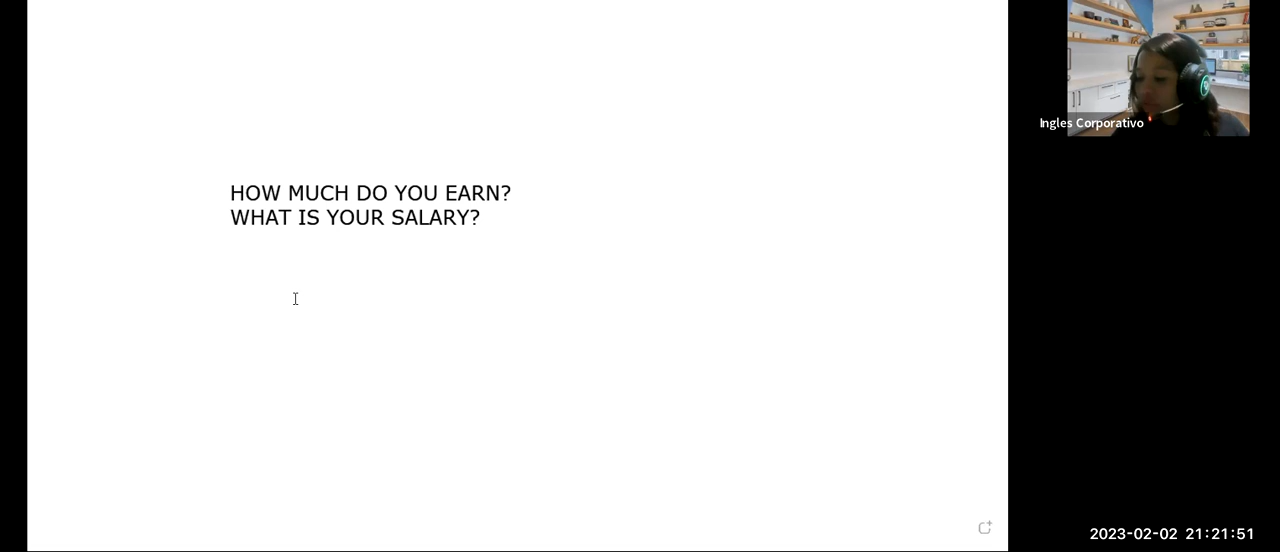 HOW MUCH DO YOU EARN?
WHAT IS YOUR SALARY?
Ingles Corporativo
2023-02-02 21:21:51